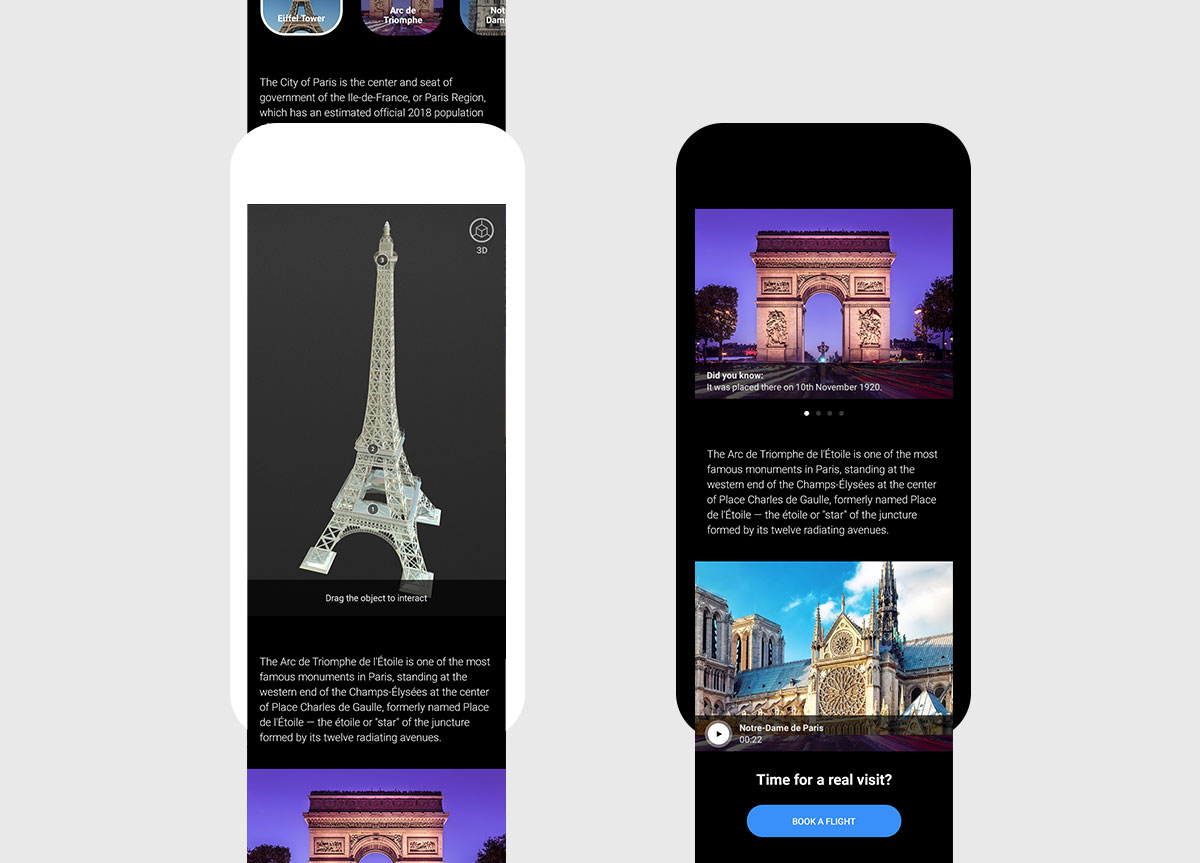 Eiffel Tower
Arc de
Triomphe
The City of Paris is the center and seat of
government of the Ile-de-France, or Paris Region,
which has an estimated official 2018 population
3D
3
2
1
Drag the object to interact
The Arc de Triomphe de l'Étoile is one of the most
famous monuments in Paris, standing at the
western end of the Champs-Élysées at the center
of Place Charles de Gaulle, formerly named Place
de l'Étoile — the étoile or "star" of the juncture
formed by its twelve radiating avenues.
Did you know:
It was placed there on 10th November 1920.
The Arc de Triomphe de l'Étoile is one of the most
famous monuments in Paris, standing at the
western end of the Champs-Élysées at the center
of Place Charles de Gaulle, formerly named Place
de l'Étoile — the étoile or "star" of the juncture
formed by its twelve radiating avenues.
Notre-Dame de Paris
00:22
Time for a real visit?
BOOK A FLIGHT